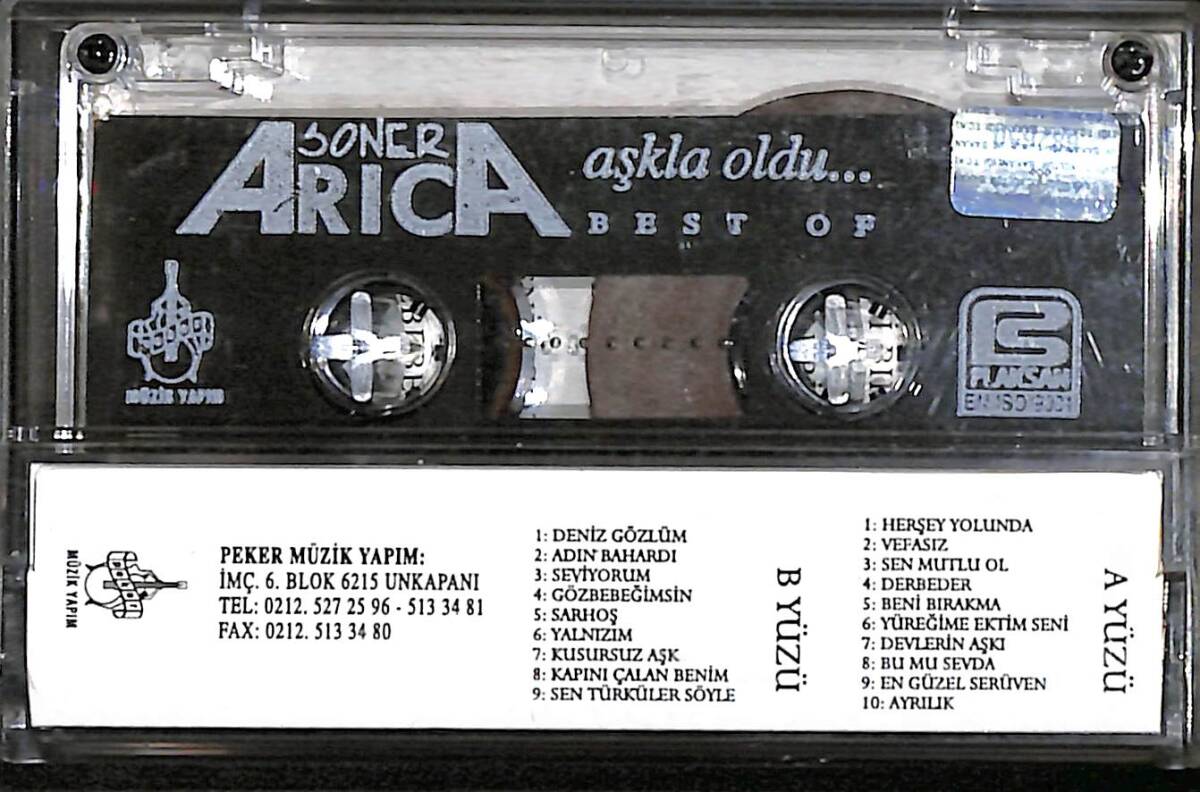 SONER
ARICA
aşkla oldu...
BEST OF
MÜZİK YAPIM
PLAKSAN
EN ISO 9001
MÜZİK YAPIM
PEKER MÜZİK YAPIM:
İMÇ. 6. BLOK 6215 UNKAPANI
TEL: 0212. 527 25 96 - 513 34 81
FAX: 0212. 513 34 80
1: DENİZ GÖZLÜM
2: ADIN BAHARDI
3: SEVİYORUM
4: GÖZBEBEĞİMSİN
5: SARHOŞ
6: YALNIZIM
7: KUSURSUZ AŞK
8: KAPINI ÇALAN BENİM
9: SEN TÜRKÜLER SÖYLE
B YÜZÜ
1: HERŞEY YOLUNDA
2: VEFASIZ
3: SEN MUTLU OL
4: DERBEDER
5: BENİ BIRAKMA
6: YÜREĞİME EKTİM SENİ
7: DEVLERİN AŞKI
8: BU MU SEVDA
9: EN GÜZEL SERÜVEN
10: AYRILIK
A YÜZÜ